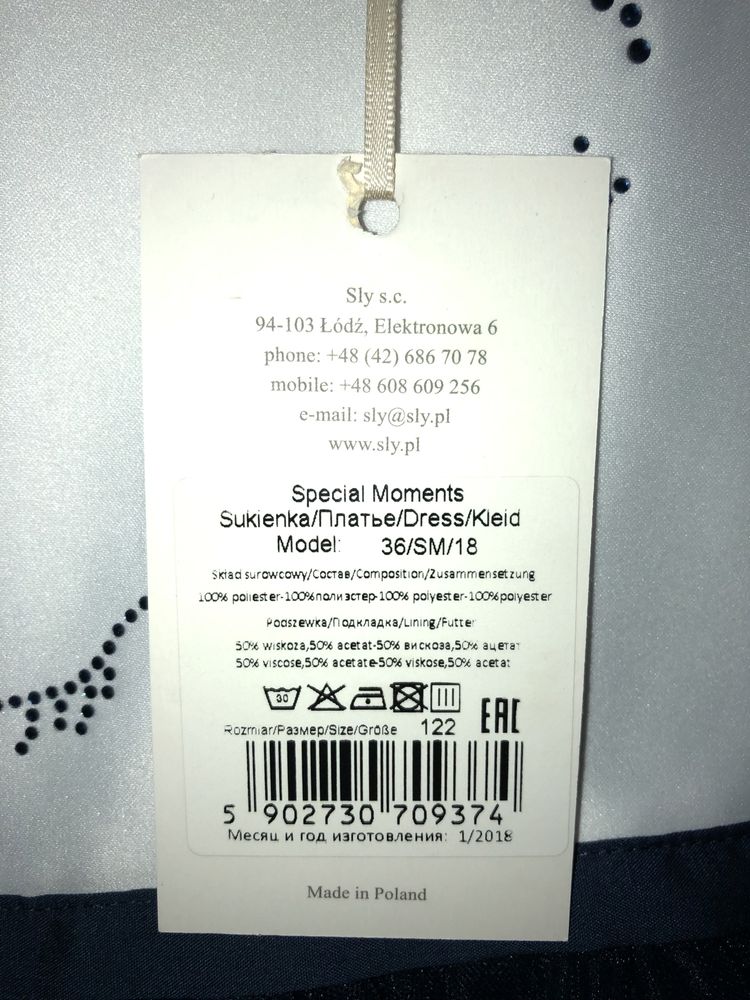 Sly s.c.
94-103 Łódź, Elektronowa 6
phone: +48 (42) 686 70 78
mobile: +48 608 609 256
e-mail: sly@sly.pl
www.sly.pl
Special Moments
Sukienka/Платье/Dress/Kleid
Model: 36/SM/18
Skład surowcowy/Состав/Composition/Zusammensetzung
100% poliester-100%полиэстер-100% polyester-100%polyester
Podszewka/Подкладка/Lining/Futter
50% wiskoza,50% acetat-50% вискоза,50% ацетат
50% viscose,50% acetate-50% viskose,50% acetat
30
Rozmiar/Размер/Size/Größe 122 EAC
5 902730 709374
Месяц и год изготовления: 1/2018
Made in Poland